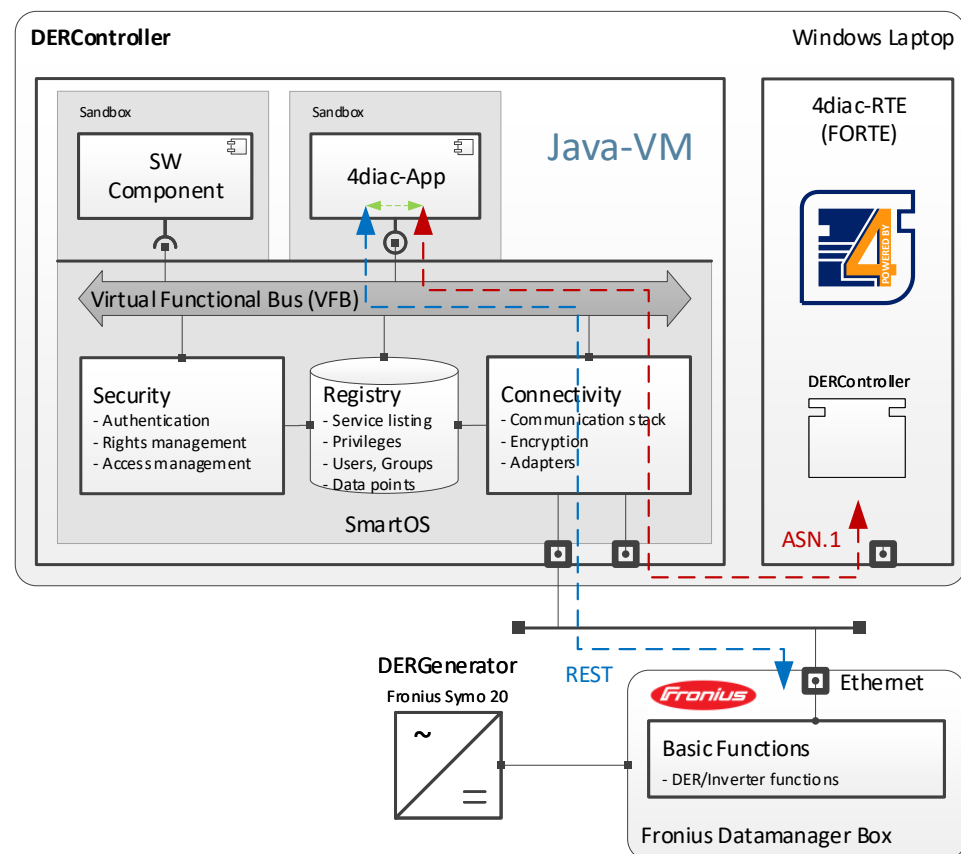 DERController
Windows Laptop
Sandbox
SW
Component
Sandbox
4diac-App
Java-VM
4diac-RTE
(FORTE)
4
POWERED BY
Virtual Functional Bus (VFB)
Security
- Authentication
- Rights management
- Access management
Registry
- Service listing
- Privileges
- Users, Groups
- Data points
Connectivity
- Communication stack
- Encryption
- Adapters
SmartOS
DERController
ASN.1
REST
DERGenerator
Fronius Symo 20
~
=
Fronius
Ethernet
Basic Functions
- DER/Inverter functions
Fronius Datamanager Box